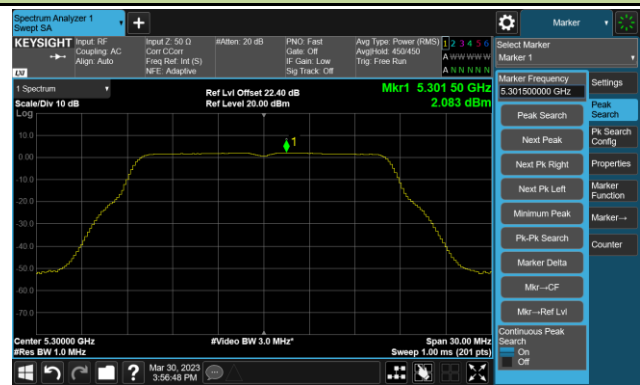 Spectrum Analyzer 1
Swept SA
Marker
KEYSIGHT
LXI
Input: RF
Coupling: AC
Align: Auto
Input Z: 50 Ω
Corr CCorr
Freq Ref: Int (S)
NFE: Adaptive
#Atten: 20 dB
PNO: Fast
Gate: Off
IF Gain: Low
Sig Track: Off
Avg Type: Power (RMS)
Avg|Hold: 450/450
Trig: Free Run
1 2 3 4 5 6
A W W W W W
A N N N N N
Select Marker
Marker 1
1 Spectrum
Scale/Div 10 dB
Log
Ref Lvl Offset 22.40 dB
Ref Level 20.00 dBm
Mkr1 5.301 50 GHz
2.083 dBm
10.0
0.00
-10.0
-20.0
-30.0
-40.0
-50.0
-60.0
-70.0
1
Center 5.30000 GHz
#Res BW 1.0 MHz
#Video BW 3.0 MHz*
Span 30.00 MHz
Sweep 1.00 ms (201 pts)
Marker Frequency
5.301500000 GHz
Peak Search
Next Peak
Next Pk Right
Next Pk Left
Minimum Peak
Pk-Pk Search
Marker Delta
Mkr→CF
Mkr→Ref Lvl
Continuous Peak
Search
On
Off
Settings
Peak
Search
Pk Search
Config
Properties
Marker
Function
Marker→
Counter
Mar 30, 2023
3:56:48 PM